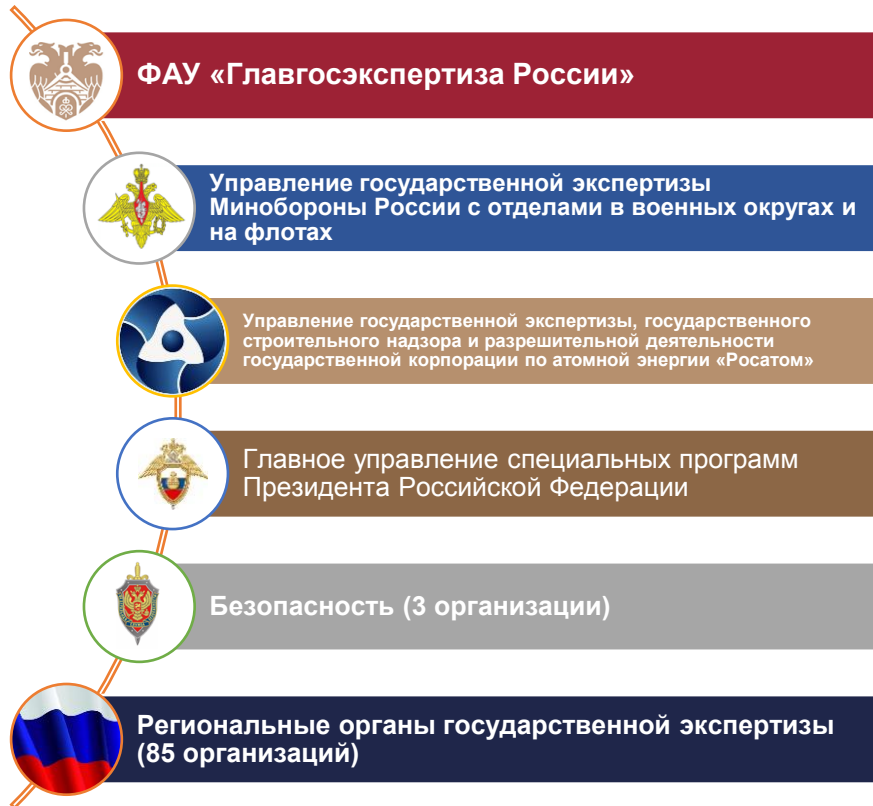 ФАУ «Главгосэкспертиза России»
Управление государственной экспертизы
Минобороны России с отделами в военных округах и
на флотах
Управление государственной экспертизы, государственного
строительного надзора и разрешительной деятельности
государственной корпорации по атомной энергии «Росатом»
Главное управление специальных программ
Президента Российской Федерации
Безопасность (3 организации)
Региональные органы государственной экспертизы
(85 организаций)